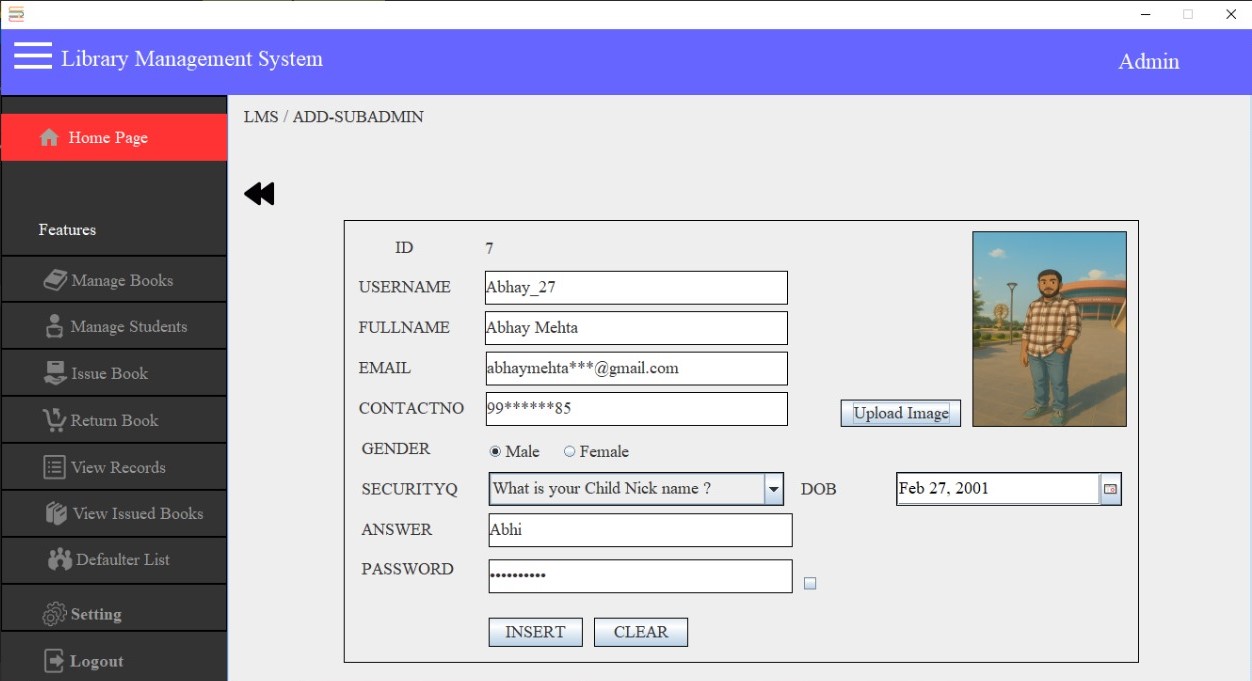 Library Management System
Admin
Home Page
Features
Manage Books
Manage Students
Issue Book
Return Book
View Records
View Issued Books
Defaulter List
Setting
Logout
LMS / ADD-SUBADMIN
ID 7
USERNAME Abhay_27
FULLNAME Abhay Mehta
EMAIL abhaymehta***@gmail.com
CONTACTNO 99******85
Upload Image
GENDER Male Female
SECURITYQ What is your Child Nick name ? DOB Feb 27, 2001
ANSWER Abhi
PASSWORD ••••••••••
INSERT CLEAR